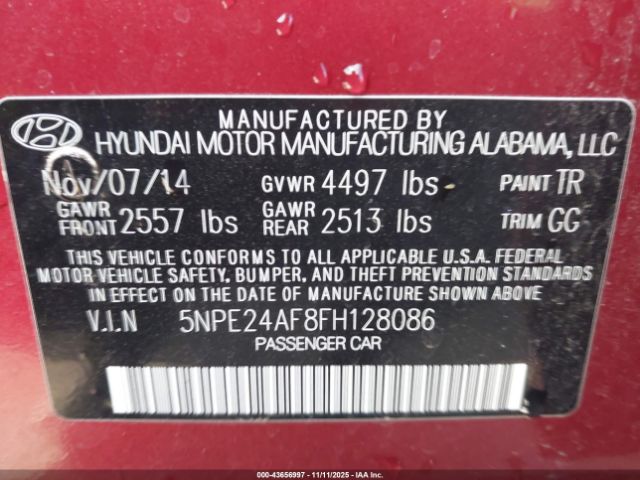 MANUFACTURED BY
HYUNDAI MOTOR MANUFACTURING ALABAMA, LLC
Nov/07/14 GVWR 4497 lbs PAINT TR
GAWR FRONT 2557 lbs GAWR REAR 2513 lbs TRIM GG
THIS VEHICLE CONFORMS TO ALL APPLICABLE U.S.A. FEDERAL
MOTOR VEHICLE SAFETY, BUMPER, AND THEFT PREVENTION STANDARDS
IN EFFECT ON THE DATE OF MANUFACTURE SHOWN ABOVE
V.I.N 5NPE24AF8FH128086
PASSENGER CAR
000-43656997 - 11/11/2025 - IAAI.COM